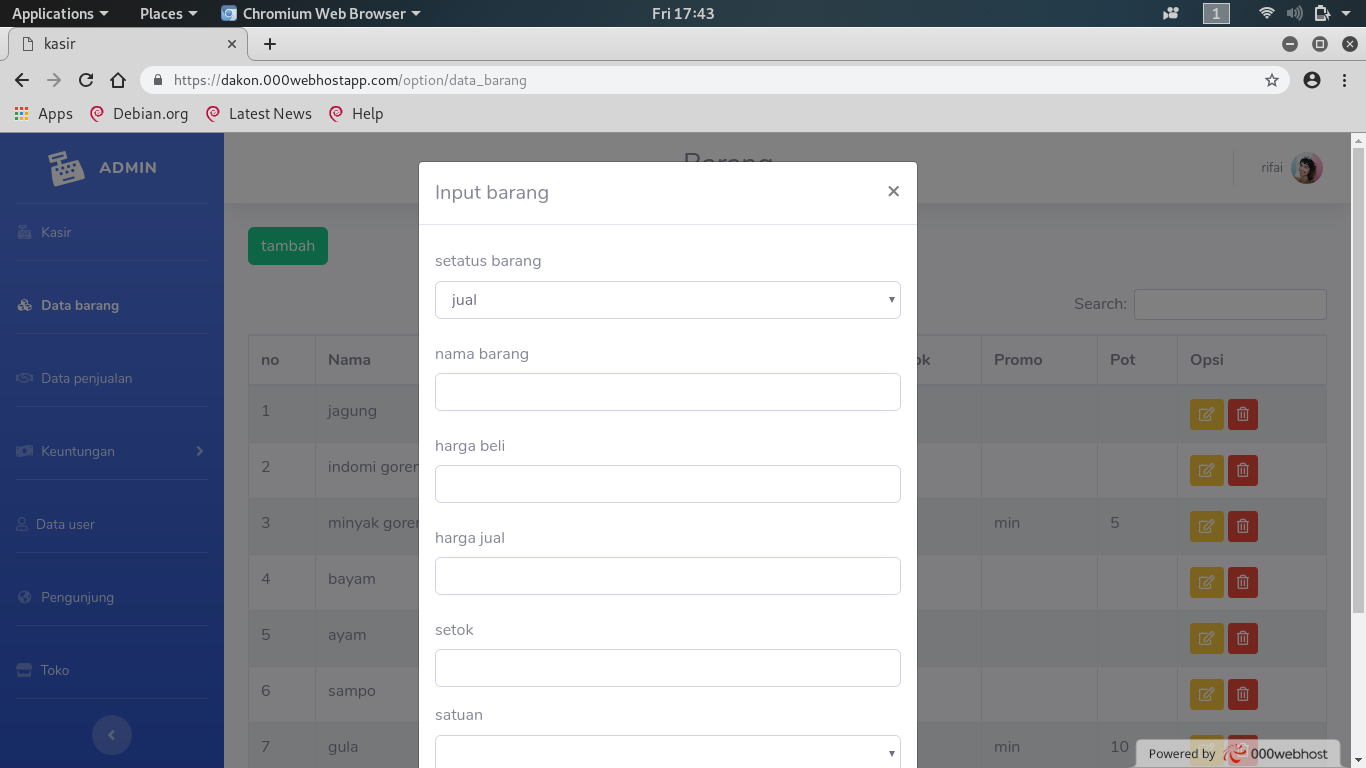 Applications Places Chromium Web Browser Fri 17:43 1
kasir
https://dakon.000webhostapp.com/option/data_barang
Apps Debian.org Latest News Help
ADMIN
Kasir
Data barang
Data penjualan
Keuntungan
Data user
Pengunjung
Toko
Barang
rifai
tambah
Search:
no Nama ok Promo Pot Opsi
1 jagung
2 indomi goren
3 minyak goren min 5
4 bayam
5 ayam
6 sampo
7 gula min 10
Input barang ×
setatus barang
jual
nama barang
harga beli
harga jual
setok
satuan
Powered by 000webhost